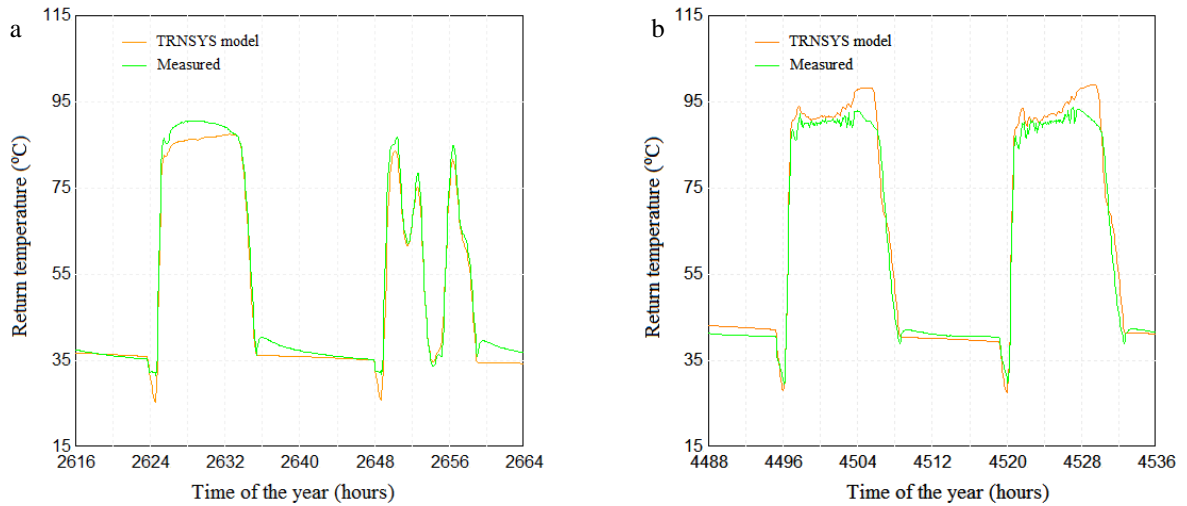 a
115
95
75
55
35
15
Return temperature (ºC)
TRNSYS model
Measured
2616 2624 2632 2640 2648 2656 2664
Time of the year (hours)
b
115
95
75
55
35
15
Return temperature (ºC)
TRNSYS model
Measured
4488 4496 4504 4512 4520 4528 4536
Time of the year (hours)